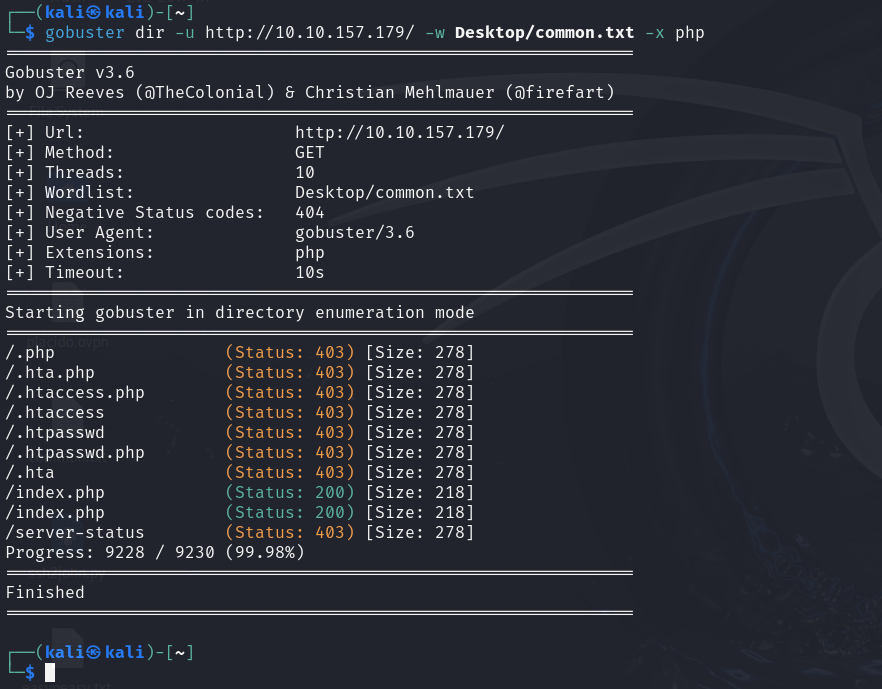 ┌──(kali㉿kali)-[~]
└─$ gobuster dir -u http://10.10.157.179/ -w Desktop/common.txt -x php
===============================================================
Gobuster v3.6
by OJ Reeves (@TheColonial) & Christian Mehlmauer (@firefart)
===============================================================
[+] Url:                     http://10.10.157.179/
[+] Method:                  GET
[+] Threads:                 10
[+] Wordlist:                Desktop/common.txt
[+] Negative Status codes:   404
[+] User Agent:              gobuster/3.6
[+] Extensions:              php
[+] Timeout:                 10s
===============================================================
Starting gobuster in directory enumeration mode
===============================================================
placido.ovpn
/.php                 (Status: 403) [Size: 278]
/.hta.php             (Status: 403) [Size: 278]
/.htaccess.php        (Status: 403) [Size: 278]
/.htaccess            (Status: 403) [Size: 278]
/.htpasswd            (Status: 403) [Size: 278]
/.htpasswd.php        (Status: 403) [Size: 278]
/.hta                 (Status: 403) [Size: 278]
/index.php            (Status: 200) [Size: 218]
/index.php            (Status: 200) [Size: 218]
/server-status        (Status: 403) [Size: 278]
Progress: 9228 / 9230 (99.98%)
===============================================================
Finished
===============================================================
┌──(kali㉿kali)-[~]
└─$